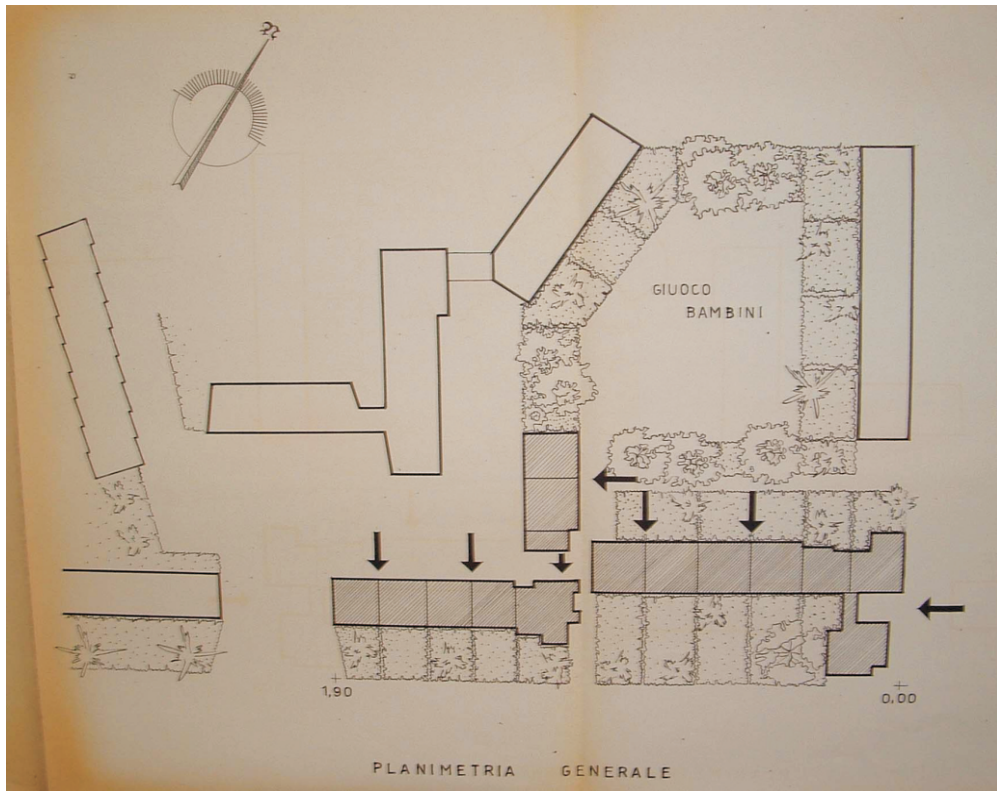 N
GIUOCO
BAMBINI
1,90
0,00
PLANIMETRIA GENERALE